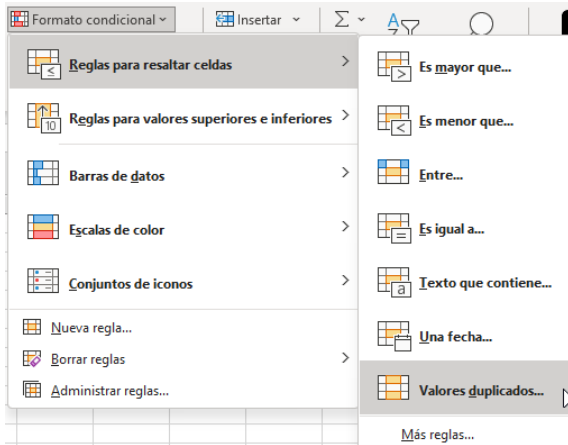 Formato condicional
Insertar
Reglas para resaltar celdas
Reglas para valores superiores e inferiores
10
Barras de datos
Escalas de color
Conjuntos de iconos
Nueva regla...
Borrar reglas
Administrar reglas...
Es mayor que...
Es menor que...
Entre...
Es igual a...
a
Texto que contiene...
Una fecha...
Valores duplicados...
Más reglas...